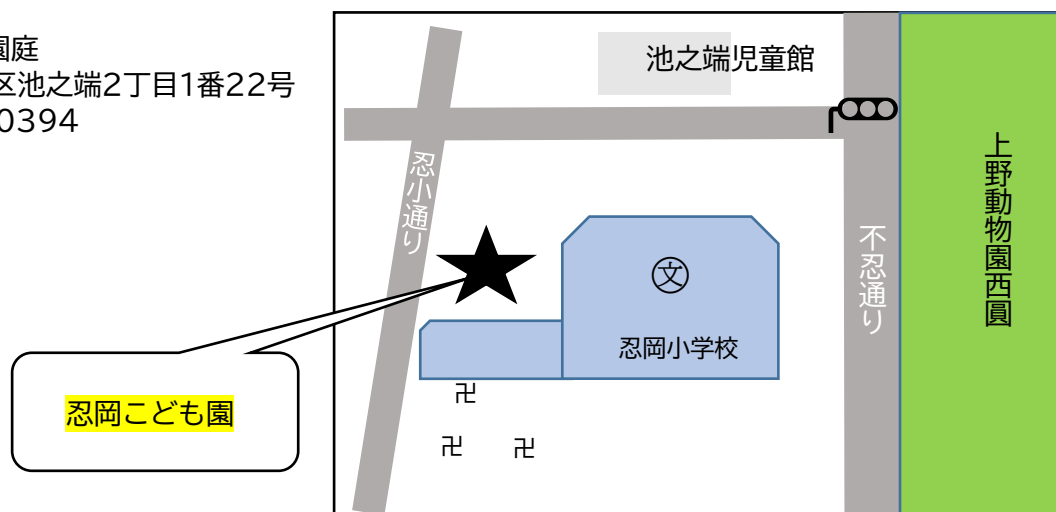 園庭
区池之端2丁目1番22号
0394
池之端児童館
忍小通り
上野動物園西圓
不忍通り
文
忍岡小学校
忍岡こども園
卍
卍 卍